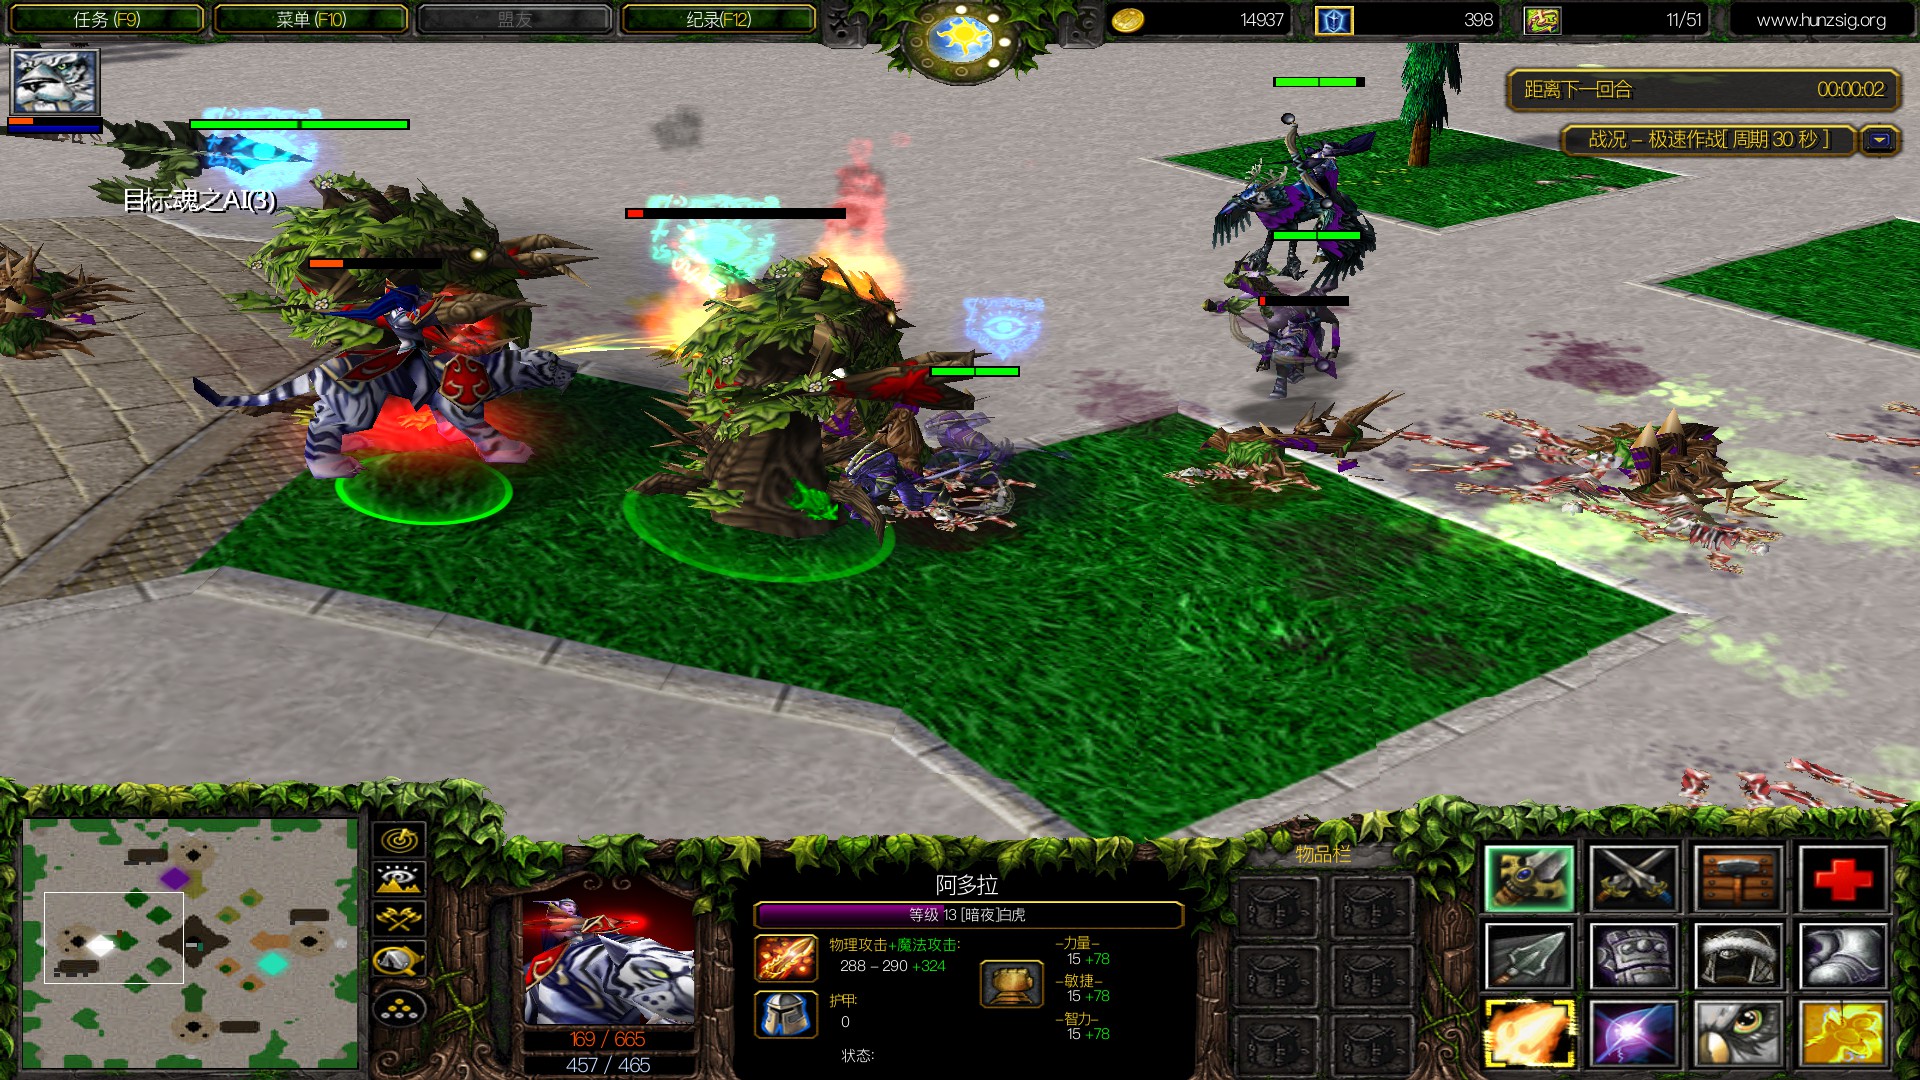 任务 (F9)
菜单 (F10)
盟友
纪录(F12)
14937
398
11/51
www.hunzsig.org
距离下一回合
00:00:02
战况 – 极速作战[ 周期 30 秒 ]
目标:魂之AI(3)
物品栏
阿多拉
等级 13 [暗夜]白虎
物理攻击+魔法攻击:
288 – 290 +324
护甲:
0
状态:
–力量–
15 +78
–敏捷–
15 +78
–智力–
15 +78
169 / 665
457 / 465